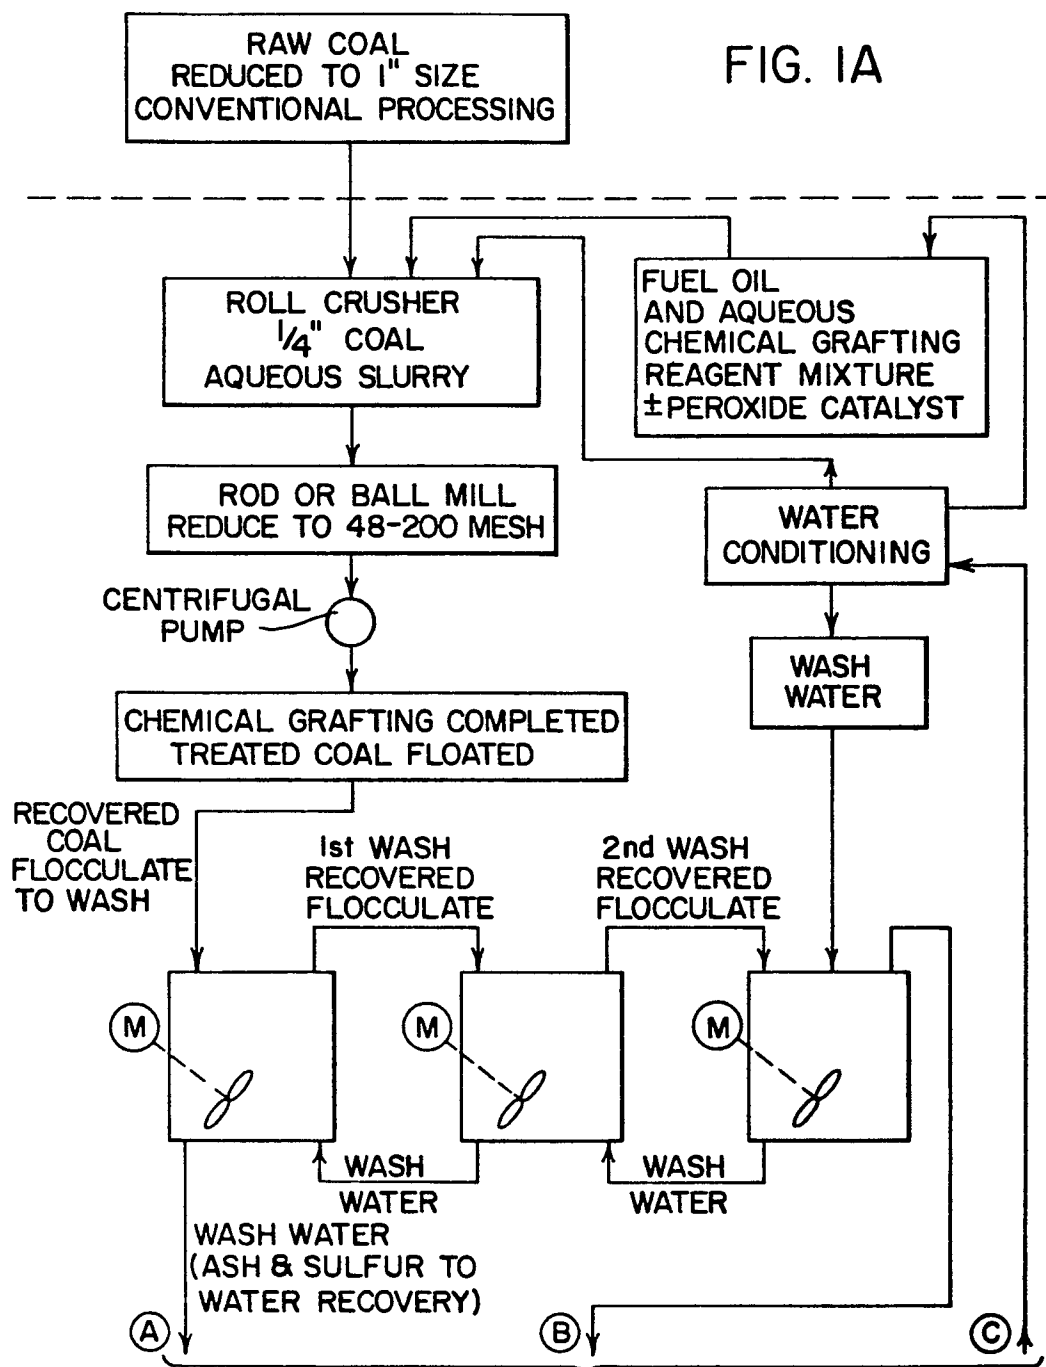 RAW COAL
REDUCED TO 1" SIZE
CONVENTIONAL PROCESSING
FIG. 1A
ROLL CRUSHER
1/4" COAL
AQUEOUS SLURRY
FUEL OIL
AND AQUEOUS
CHEMICAL GRAFTING
REAGENT MIXTURE
±PEROXIDE CATALYST
ROD OR BALL MILL
REDUCE TO 48-200 MESH
WATER
CONDITIONING
CENTRIFUGAL
PUMP
WASH
WATER
CHEMICAL GRAFTING COMPLETED
TREATED COAL FLOATED
RECOVERED
COAL
FLOCCULATE
TO WASH
1st WASH
RECOVERED
FLOCCULATE
2nd WASH
RECOVERED
FLOCCULATE
M
M
M
WASH
WATER
WASH
WATER
WASH WATER
(ASH & SULFUR TO
WATER RECOVERY)
A
B
C